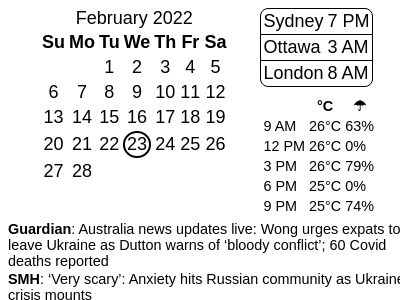 February 2022
Su Mo Tu We Th Fr Sa
1 2 3 4 5
6 7 8 9 10 11 12
13 14 15 16 17 18 19
20 21 22 23 24 25 26
27 28
Sydney 7 PM
Ottawa 3 AM
London 8 AM
°C ☂
9 AM 26°C 63%
12 PM 26°C 0%
3 PM 26°C 79%
6 PM 25°C 0%
9 PM 25°C 74%
Guardian: Australia news updates live: Wong urges expats to
leave Ukraine as Dutton warns of ‘bloody conflict’; 60 Covid
deaths reported
SMH: ‘Very scary’: Anxiety hits Russian community as Ukraine
crisis mounts